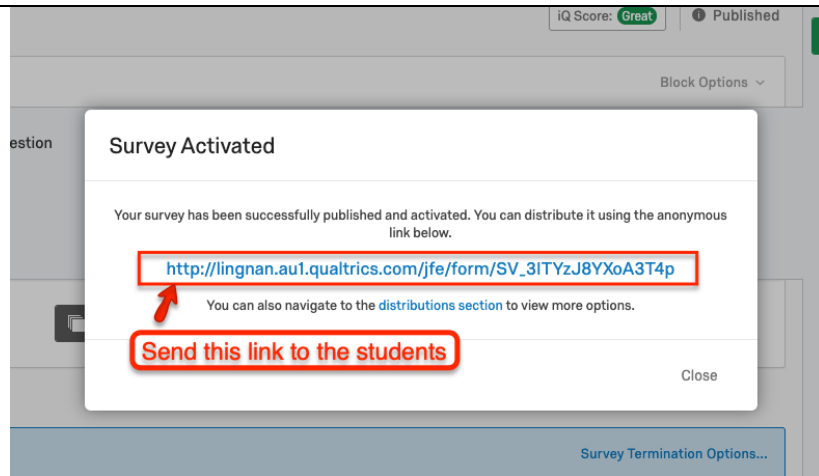 iQ Score: Great
Published
Block Options
estion
Survey Activated
Your survey has been successfully published and activated. You can distribute it using the anonymous
link below.
http://lingnan.au1.qualtrics.com/jfe/form/SV_3lTYzJ8YXoA3T4p
You can also navigate to the distributions section to view more options.
Send this link to the students
Close
Survey Termination Options...